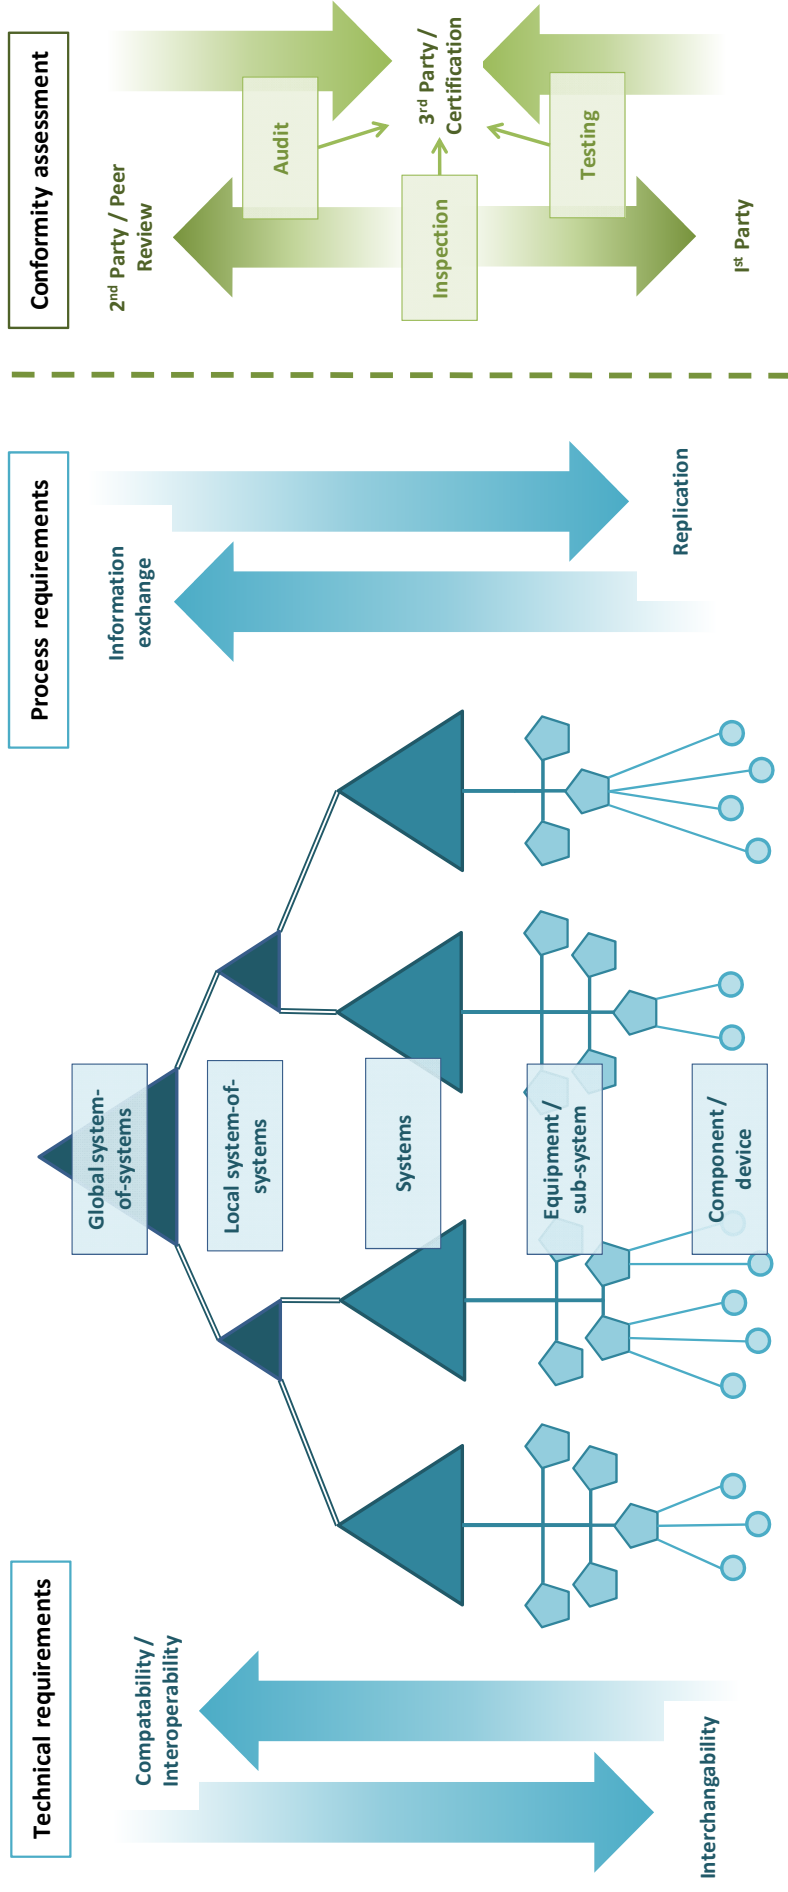 Technical requirements
Compatability /
Interoperability
Interchangability
Global system-
of-systems
Local system-of-
systems
Systems
Equipment /
sub-system
Component /
device
Process requirements
Information
exchange
Replication
Conformity assessment
2nd Party / Peer
Review
Audit
3rd Party /
Certification
Inspection
Testing
Ist Party